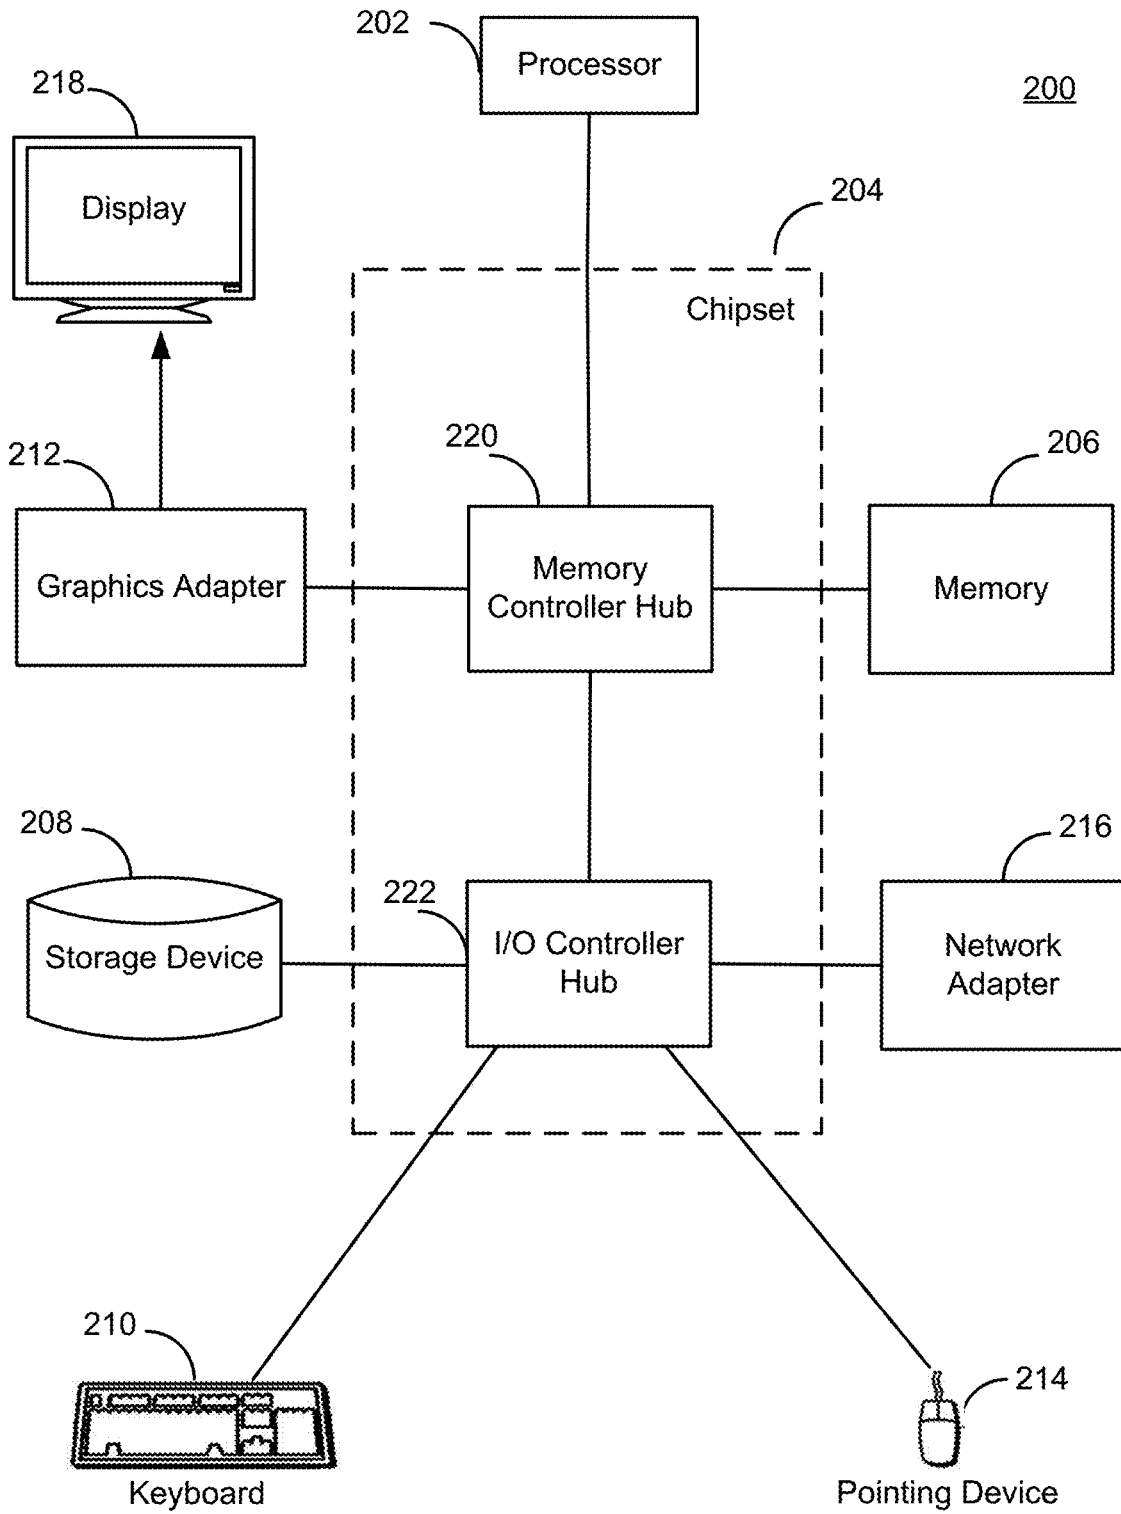 202
Processor
200
218
Display
204
Chipset
212
220
206
Graphics Adapter
Memory
Controller Hub
Memory
208
222
216
Storage Device
I/O Controller
Hub
Network
Adapter
210
214
Keyboard
Pointing Device